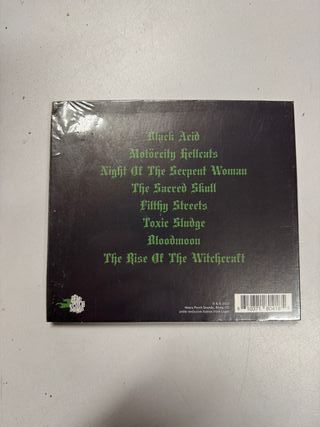 Black Acid
Motörcity Hellcats
Night Of The Serpent Woman
The Sacred Skull
Filthy Streets
Toxic Sludge
Bloodmoon
The Rise Of The Witchcraft